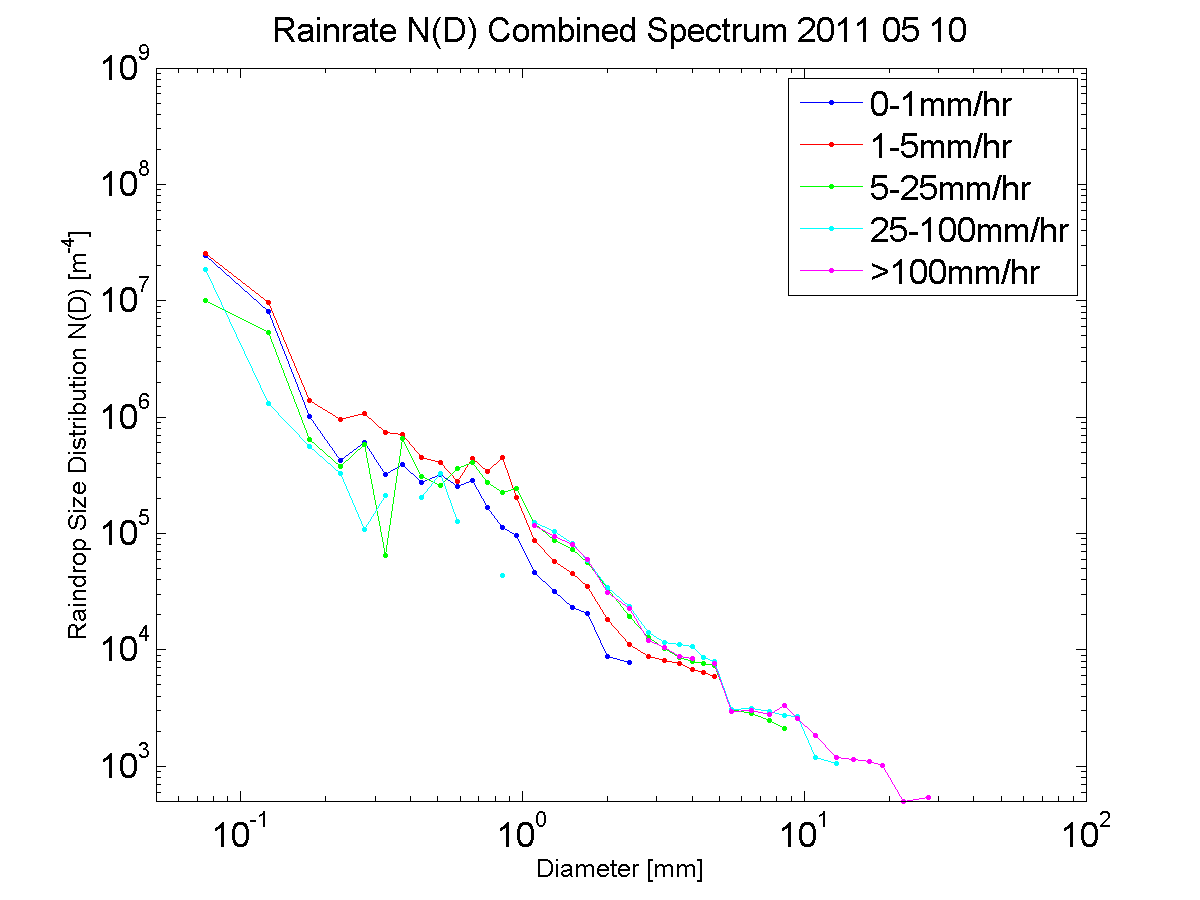 Rainrate N(D) Combined Spectrum 2011 05 10
10^9
10^8
10^7
10^6
10^5
10^4
10^3
Raindrop Size Distribution N(D) [m^-4]
0-1mm/hr
1-5mm/hr
5-25mm/hr
25-100mm/hr
>100mm/hr
10^-1 10^0 10^1 10^2
Diameter [mm]